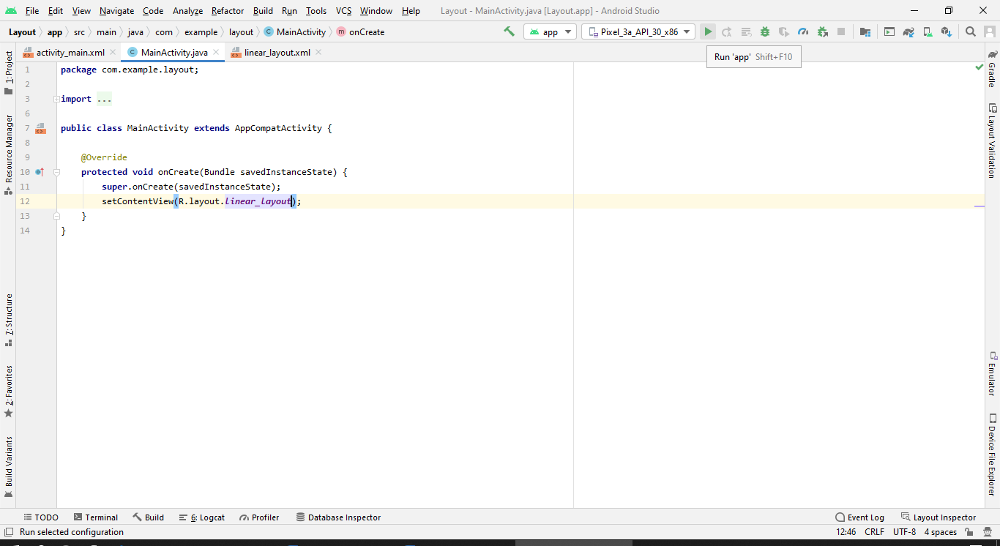 File Edit View Navigate Code Analyze Refactor Build Run Tools VCS Window Help Layout - MainActivity.java [Layout.app] - Android Studio
Layout app src main java com example layout C MainActivity m onCreate app Pixel_3a_API_30_x86
activity_main.xml C MainActivity.java linear_layout.xml
Run 'app' Shift+F10
1 package com.example.layout;
2
3 import ...
6
7 public class MainActivity extends AppCompatActivity {
8
9 @Override
10 protected void onCreate(Bundle savedInstanceState) {
11 super.onCreate(savedInstanceState);
12 setContentView(R.layout.linear_layout);
13 }
14 }
1: Project
Resource Manager
7: Structure
2: Favorites
Build Variants
Gradle
Layout Validation
Emulator
Device File Explorer
TODO Terminal Build 6: Logcat Profiler Database Inspector Event Log Layout Inspector
Run selected configuration 12:46 CRLF UTF-8 4 spaces